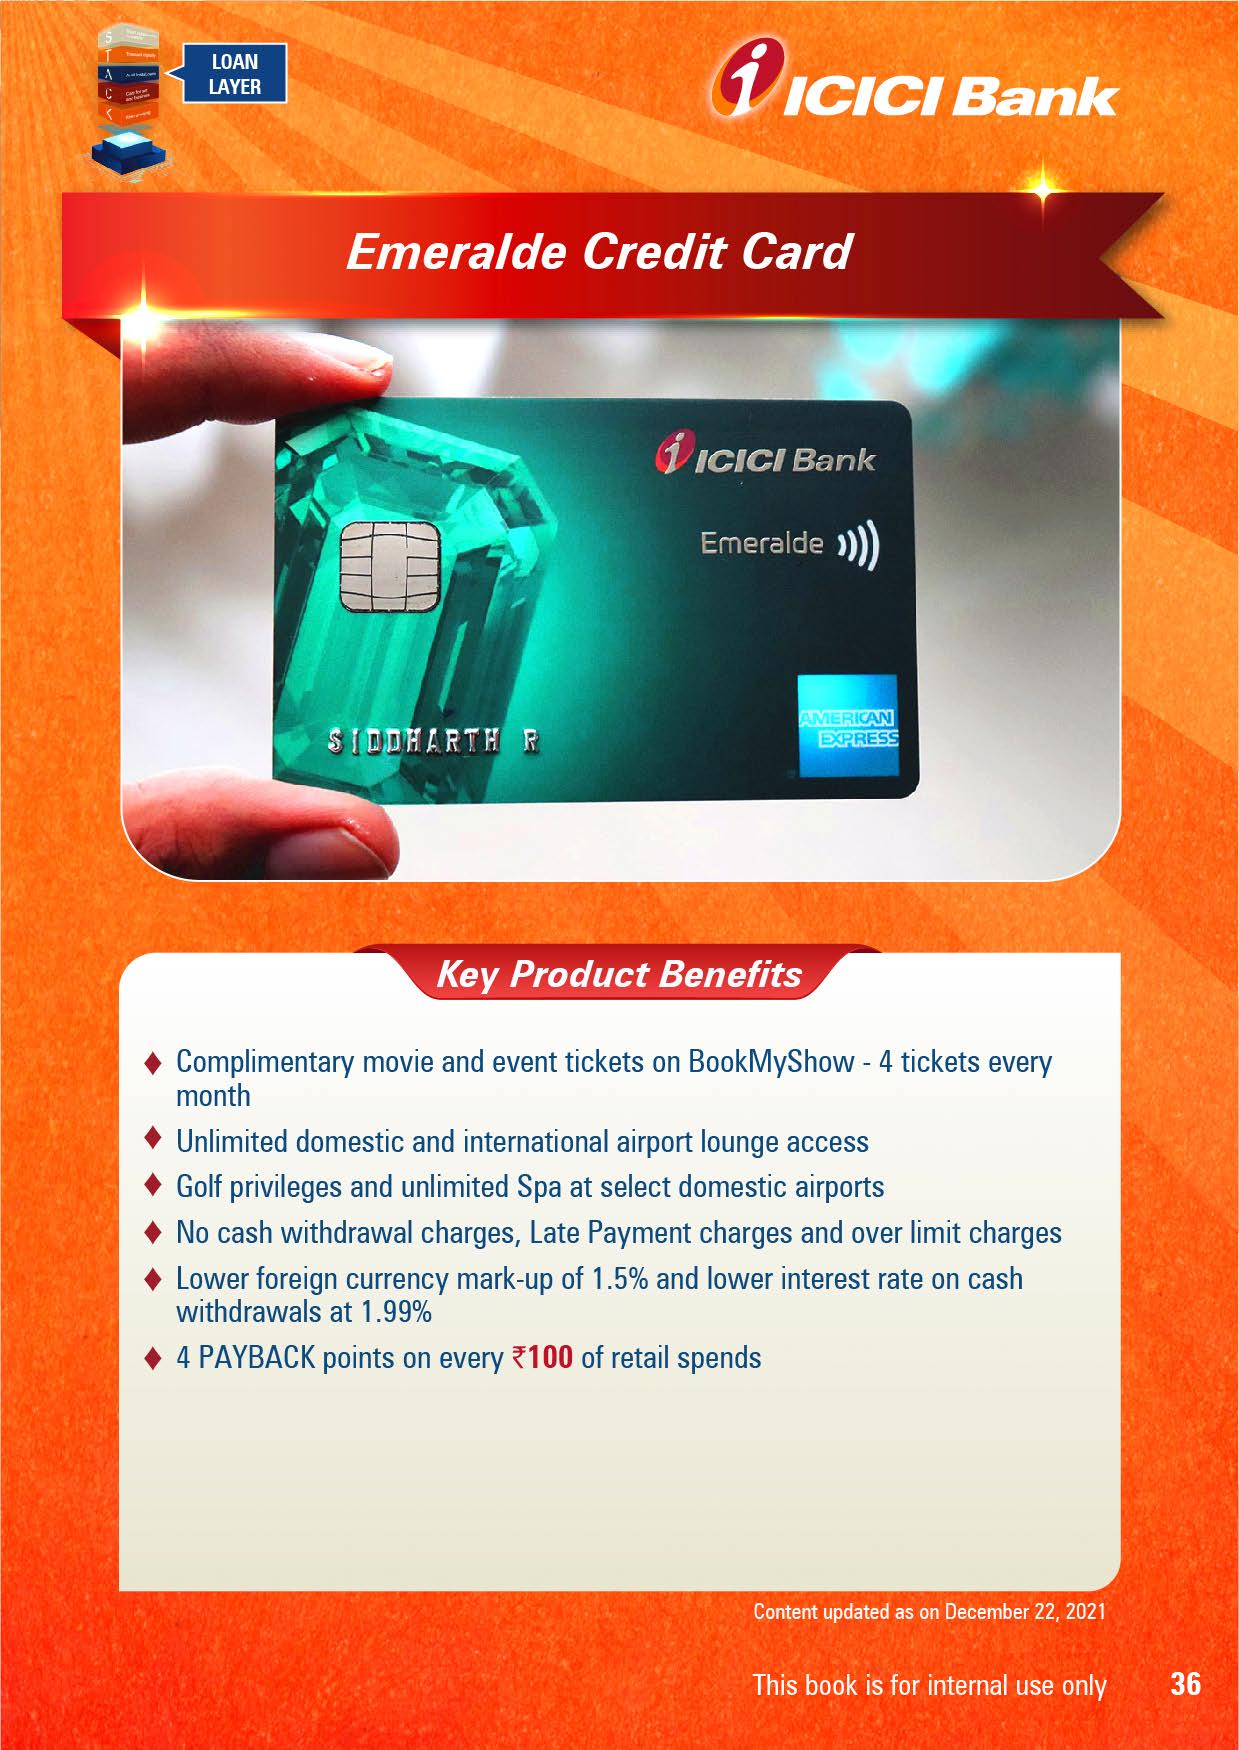 S
T
A
C
K
LOAN
LAYER
ICICI Bank
Emeralde Credit Card
ICICI Bank
Emeralde
AMERICAN
EXPRESS
SIDDHARTH R
Key Product Benefits
Complimentary movie and event tickets on BookMyShow - 4 tickets every
month
Unlimited domestic and international airport lounge access
Golf privileges and unlimited Spa at select domestic airports
No cash withdrawal charges, Late Payment charges and over limit charges
Lower foreign currency mark-up of 1.5% and lower interest rate on cash
withdrawals at 1.99%
4 PAYBACK points on every ₹100 of retail spends
Content updated as on December 22, 2021
This book is for internal use only 36